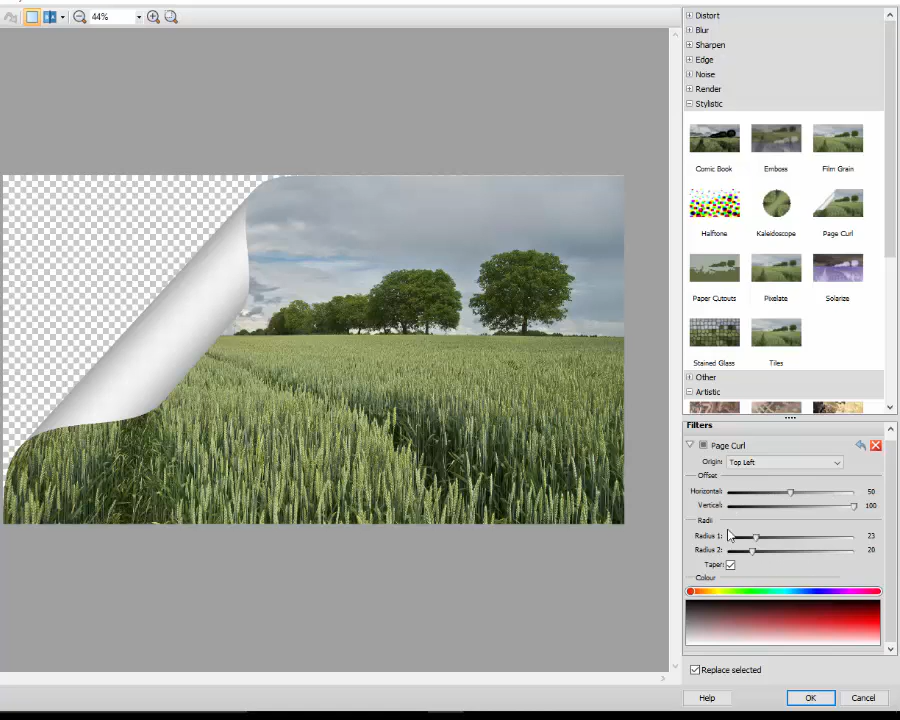 44%
Distort
Blur
Sharpen
Edge
Noise
Render
Stylistic
Comic Book Emboss Film Grain
Halftone Kaleidoscope Page Curl
Paper Cutouts Pixelate Solarize
Stained Glass Tiles
Other
Artistic
Filters
Page Curl
Origin: Top Left
Offset
Horizontal: 50
Vertical: 100
Radii
Radius 1: 23
Radius 2: 20
Taper:
Colour
Replace selected
Help OK Cancel